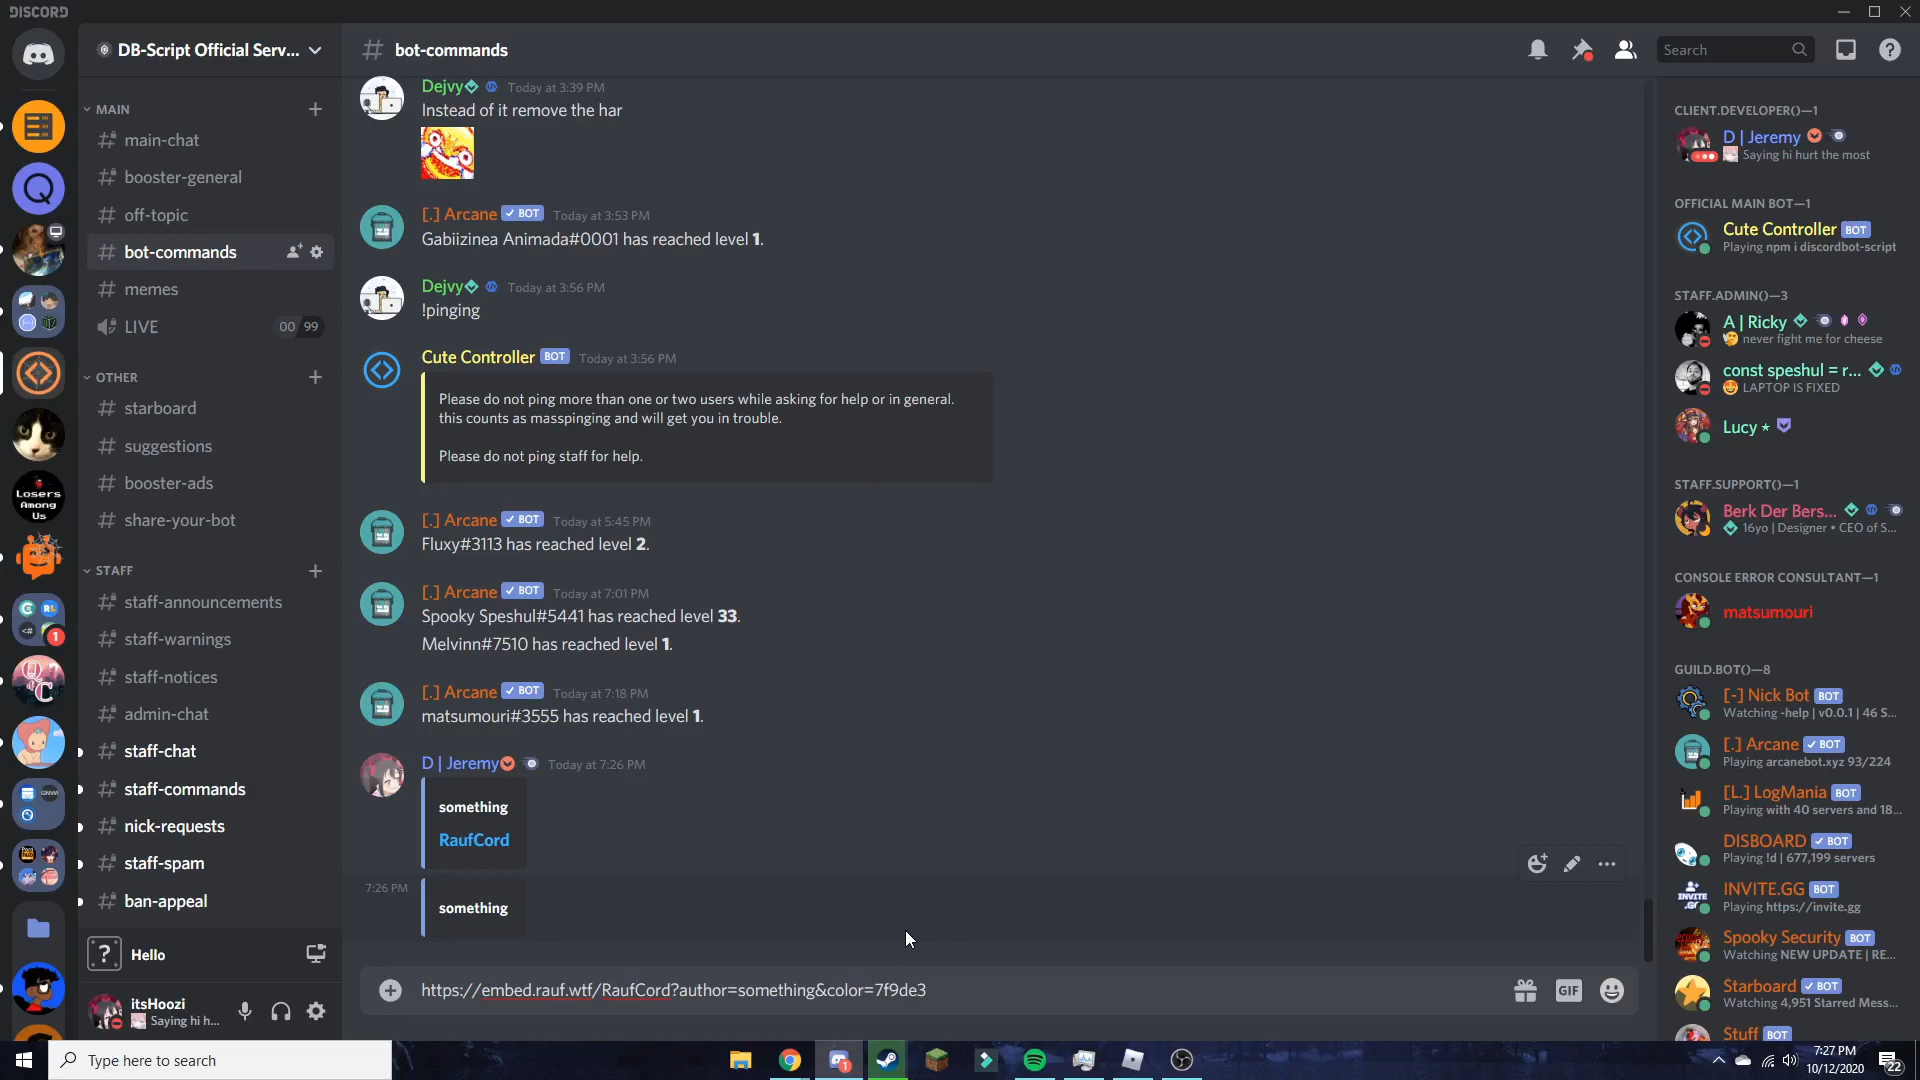 DISCORD
DB-Script Official Serv...
bot-commands
Search
MAIN
main-chat
booster-general
off-topic
bot-commands
memes
LIVE
00 99
OTHER
starboard
suggestions
booster-ads
share-your-bot
STAFF
staff-announcements
staff-warnings
staff-notices
admin-chat
staff-chat
staff-commands
nick-requests
staff-spam
ban-appeal
Losers
Among
Us
1
Hello
itsHoozi
Saying hi h...
Dejvy Today at 3:39 PM
Instead of it remove the har
[.] Arcane BOT Today at 3:53 PM
Gabiizinea Animada#0001 has reached level 1.
Dejvy Today at 3:56 PM
!pinging
Cute Controller BOT Today at 3:56 PM
Please do not ping more than one or two users while asking for help or in general.
this counts as masspinging and will get you in trouble.
Please do not ping staff for help.
[.] Arcane BOT Today at 5:45 PM
Fluxy#3113 has reached level 2.
[.] Arcane BOT Today at 7:01 PM
Spooky Speshul#5441 has reached level 33.
Melvinn#7510 has reached level 1.
[.] Arcane BOT Today at 7:18 PM
matsumouri#3555 has reached level 1.
D | Jeremy Today at 7:26 PM
something
RaufCord
7:26 PM
something
https://embed.rauf.wtf/RaufCord?author=something&color=7f9de3
GIF
CLIENT.DEVELOPER()—1
D | Jeremy
Saying hi hurt the most
OFFICIAL MAIN BOT—1
Cute Controller BOT
Playing npm i discordbot-script
STAFF.ADMIN()—3
A | Ricky
never fight me for cheese
const speshul = r...
LAPTOP IS FIXED
Lucy ⋆
STAFF.SUPPORT()—1
Berk Der Bers...
16yo | Designer • CEO of S...
CONSOLE ERROR CONSULTANT—1
matsumouri
GUILD.BOT()—8
[-] Nick Bot BOT
Watching -help | v0.0.1 | 46 S...
[.] Arcane BOT
Playing arcanebot.xyz 93/224
[L.] LogMania BOT
Playing with 40 servers and 18...
DISBOARD BOT
Playing !d | 677,199 servers
INVITE.GG BOT
Playing https://invite.gg
Spooky Security BOT
Watching NEW UPDATE | RE...
Starboard BOT
Watching 4,951 Starred Mess...
Stuff BOT
Type here to search
1
7:27 PM
10/12/2020
22